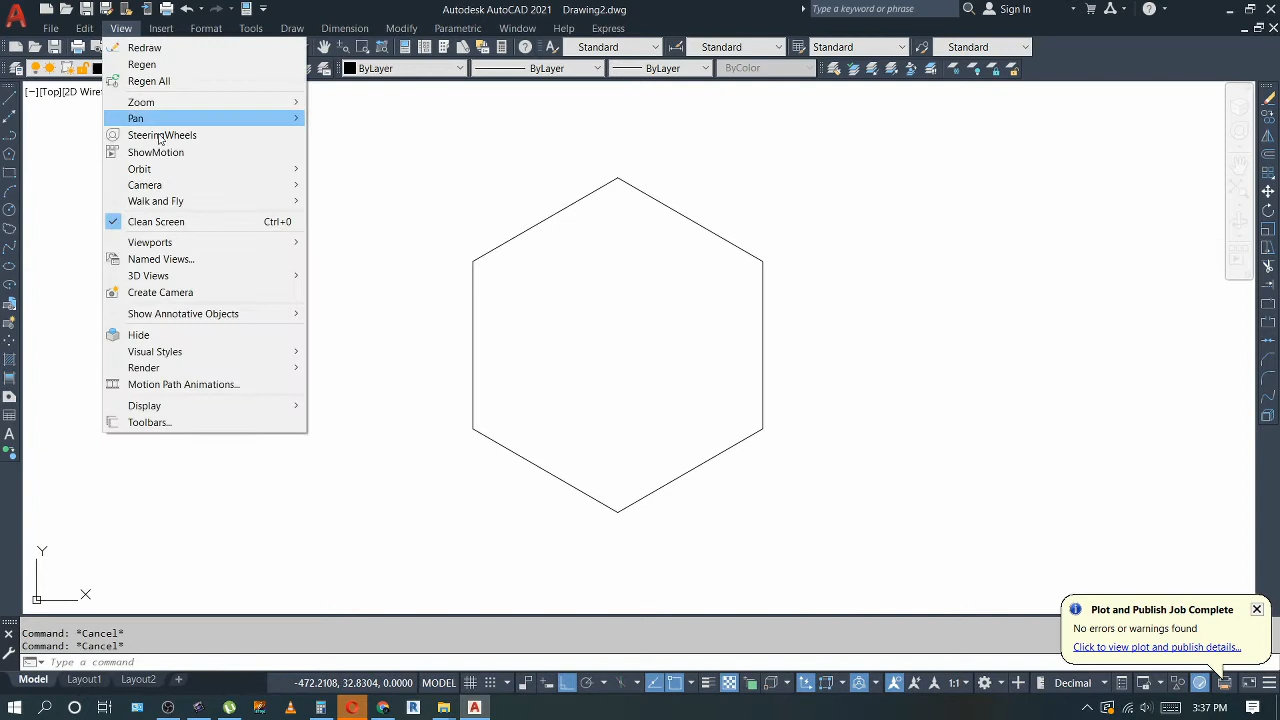 Autodesk AutoCAD 2021 Drawing2.dwg
Type a keyword or phrase
Sign In
File Edit View Insert Format Tools Draw Dimension Modify Parametric Window Help Express
Standard Standard Standard Standard
ByLayer ByLayer ByLayer ByColor
[−][Top][2D Wire
Redraw
Regen
Regen All
Zoom
Pan
SteeringWheels
ShowMotion
Orbit
Camera
Walk and Fly
Clean Screen Ctrl+0
Viewports
Named Views...
3D Views
Create Camera
Show Annotative Objects
Hide
Visual Styles
Render
Motion Path Animations...
Display
Toolbars...
Y
X
Plot and Publish Job Complete
No errors or warnings found
Click to view plot and publish details...
Command: *Cancel*
Command: *Cancel*
Type a command
Model Layout1 Layout2 +
-472.2108, 32.8304, 0.0000 MODEL
1:1
Decimal
3:37 PM